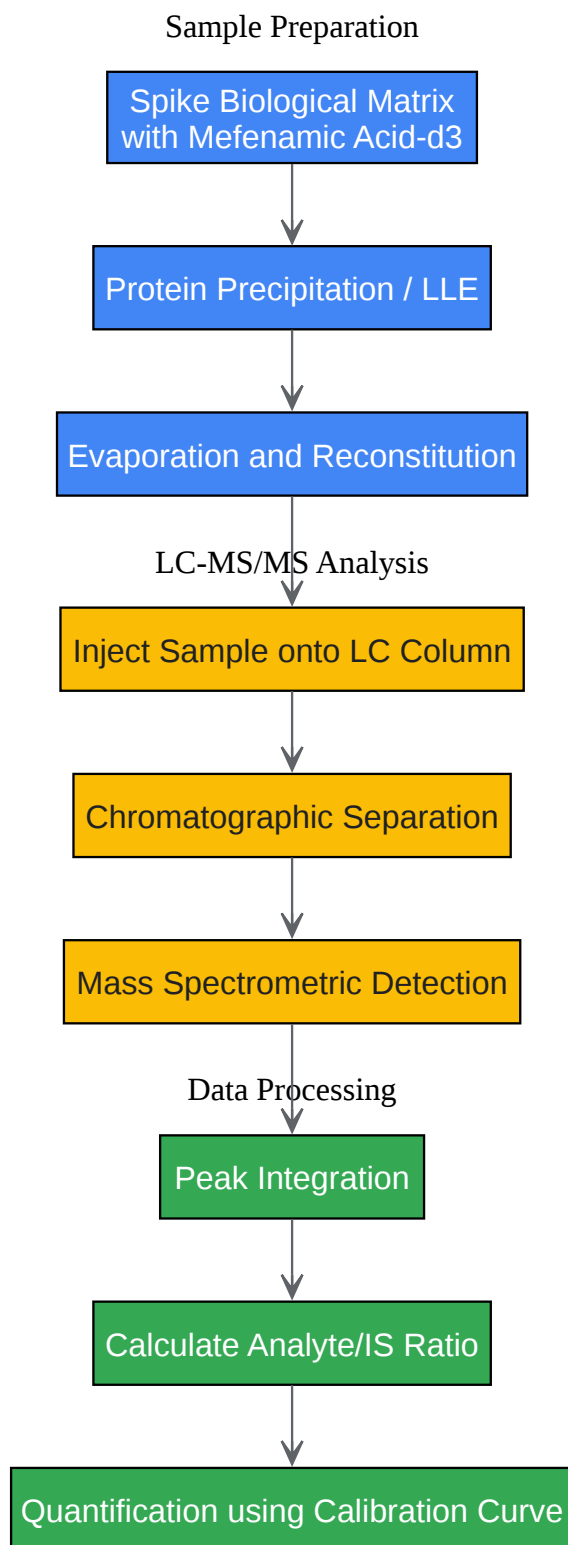 Sample Preparation
Spike Biological Matrix
with Mefenamic Acid-d3
Protein Precipitation / LLE
Evaporation and Reconstitution
LC-MS/MS Analysis
Inject Sample onto LC Column
Chromatographic Separation
Mass Spectrometric Detection
Data Processing
Peak Integration
Calculate Analyte/IS Ratio
Quantification using Calibration Curve